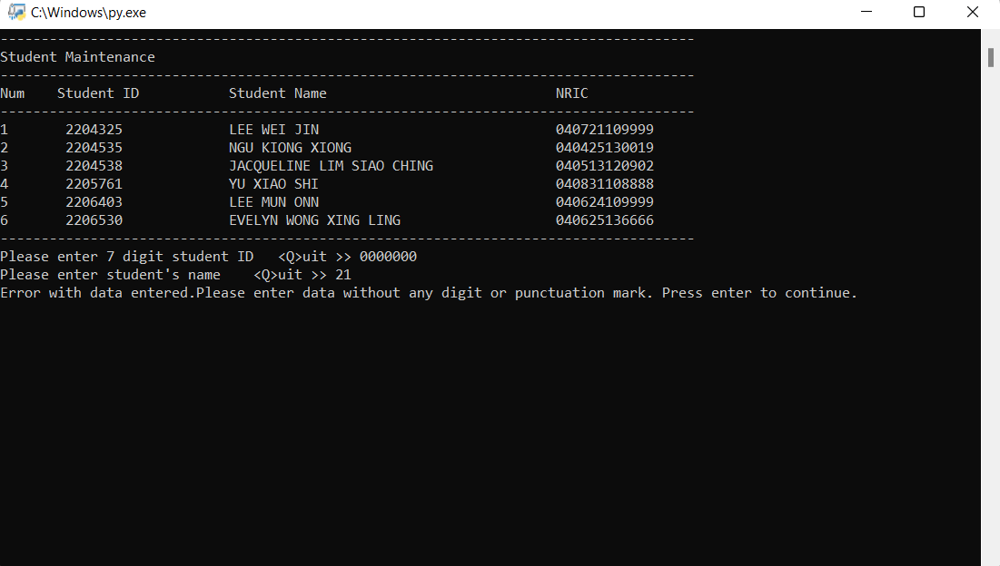 C:\Windows\py.exe
-------------------------------------------------------------------------------------
Student Maintenance
-------------------------------------------------------------------------------------
Num    Student ID           Student Name                            NRIC
-------------------------------------------------------------------------------------
1       2204325             LEE WEI JIN                             040721109999
2       2204535             NGU KIONG XIONG                         040425130019
3       2204538             JACQUELINE LIM SIAO CHING               040513120902
4       2205761             YU XIAO SHI                             040831108888
5       2206403             LEE MUN ONN                             040624109999
6       2206530             EVELYN WONG XING LING                   040625136666
-------------------------------------------------------------------------------------
Please enter 7 digit student ID   <Q>uit >> 0000000
Please enter student's name    <Q>uit >> 21
Error with data entered.Please enter data without any digit or punctuation mark. Press enter to continue.